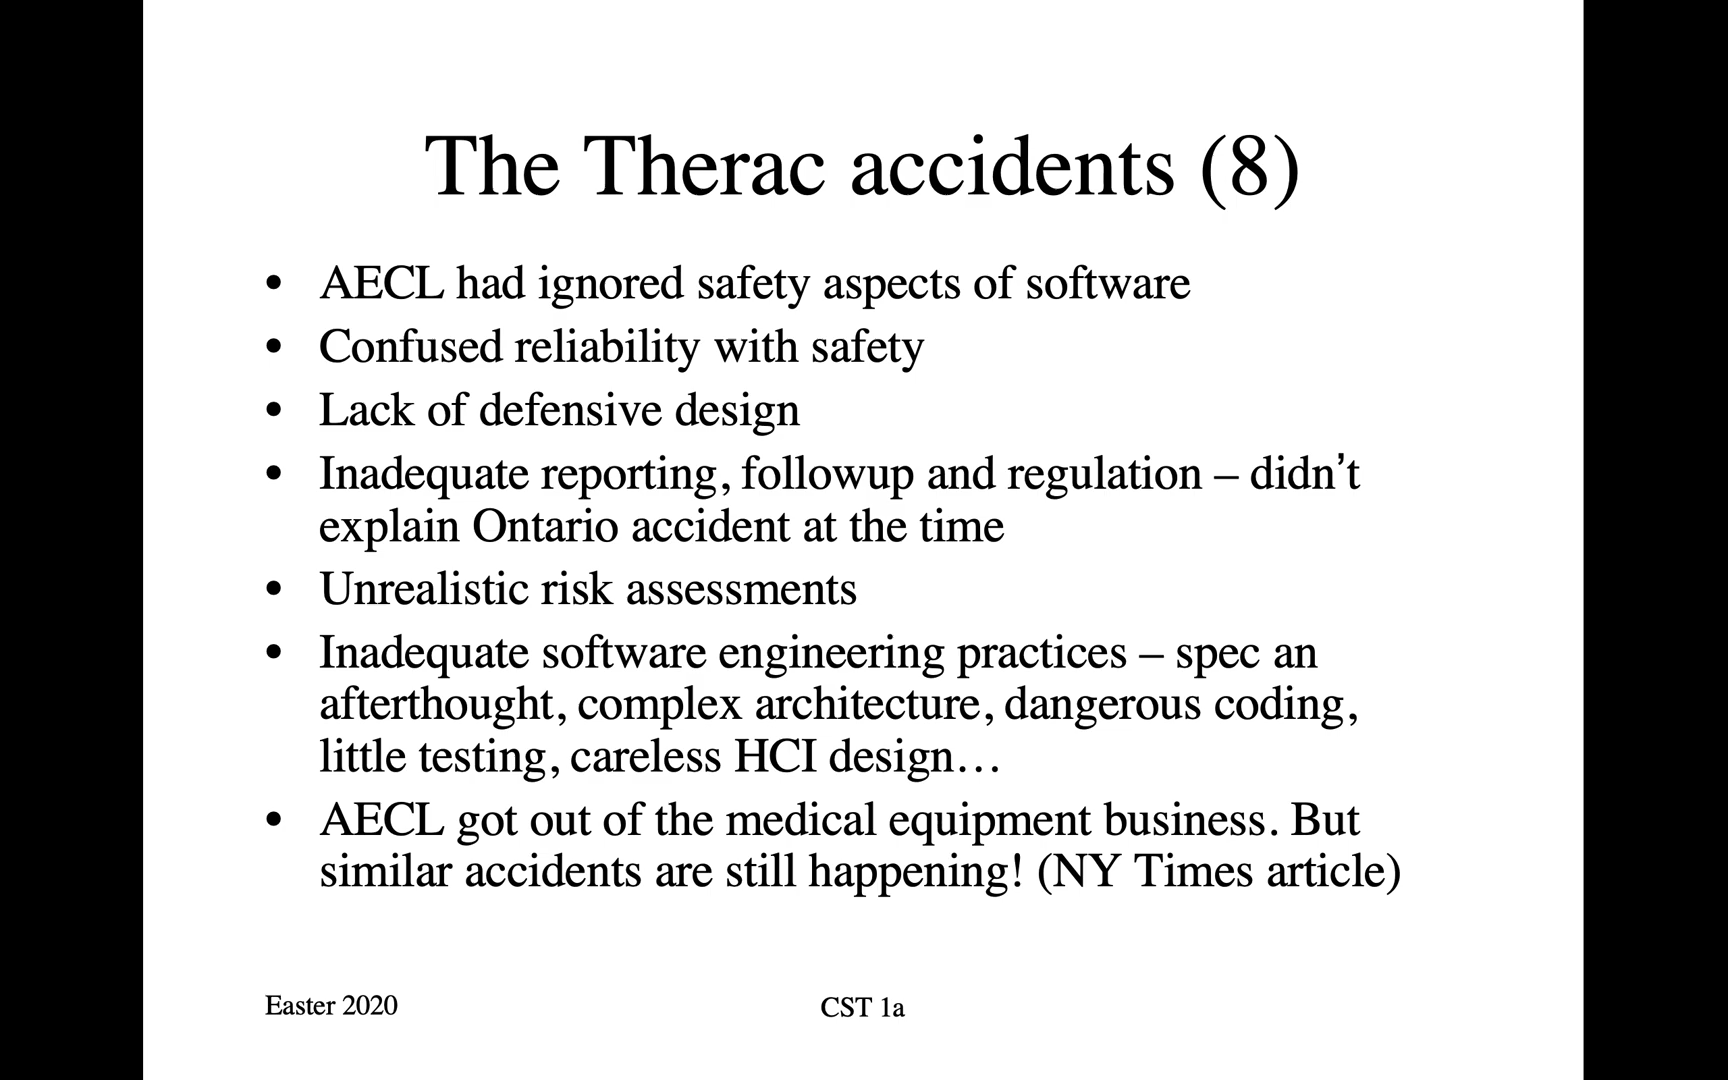 The Therac accidents (8)
• AECL had ignored safety aspects of software
• Confused reliability with safety
• Lack of defensive design
• Inadequate reporting, followup and regulation – didn’t
explain Ontario accident at the time
• Unrealistic risk assessments
• Inadequate software engineering practices – spec an
afterthought, complex architecture, dangerous coding,
little testing, careless HCI design…
• AECL got out of the medical equipment business. But
similar accidents are still happening! (NY Times article)
Easter 2020
CST 1a